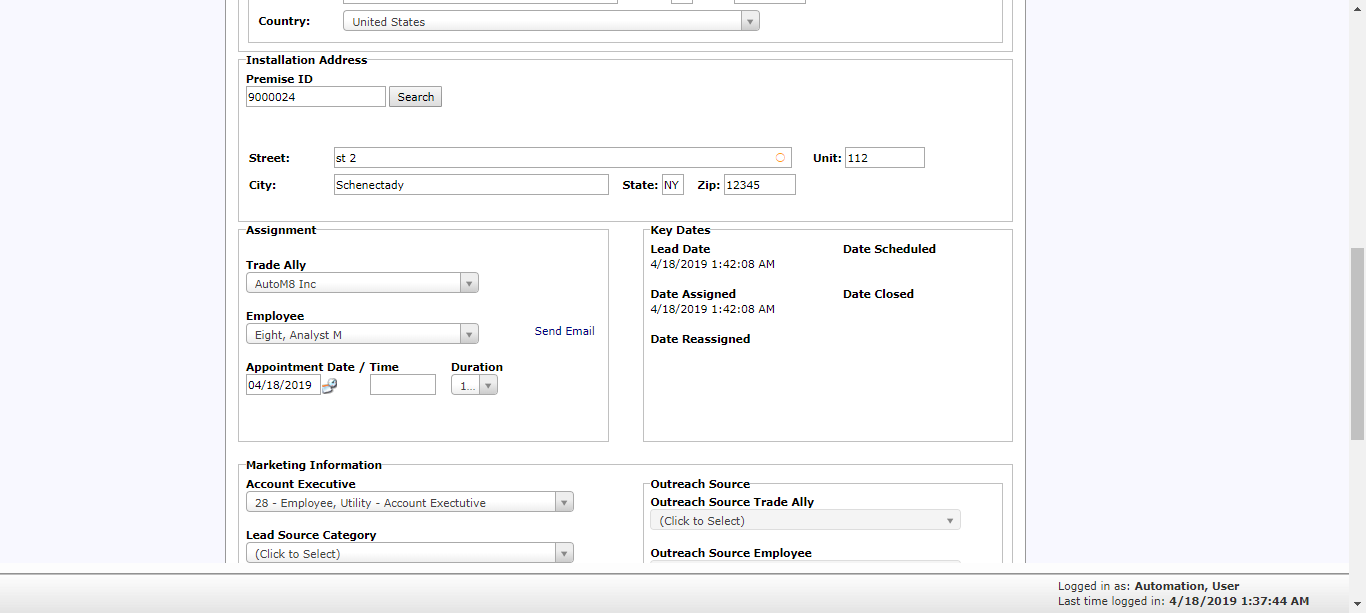 Country: United States
Installation Address
Premise ID
9000024 Search
Street: st 2 Unit: 112
City: Schenectady State: NY Zip: 12345
Assignment
Trade Ally
AutoM8 Inc
Employee
Eight, Analyst M Send Email
Appointment Date / Time Duration
04/18/2019 1...
Key Dates
Lead Date Date Scheduled
4/18/2019 1:42:08 AM
Date Assigned Date Closed
4/18/2019 1:42:08 AM
Date Reassigned
Marketing Information
Account Executive
28 - Employee, Utility - Account Exectutive
Lead Source Category
(Click to Select)
Outreach Source
Outreach Source Trade Ally
(Click to Select)
Outreach Source Employee
Logged in as: Automation, User
Last time logged in: 4/18/2019 1:37:44 AM